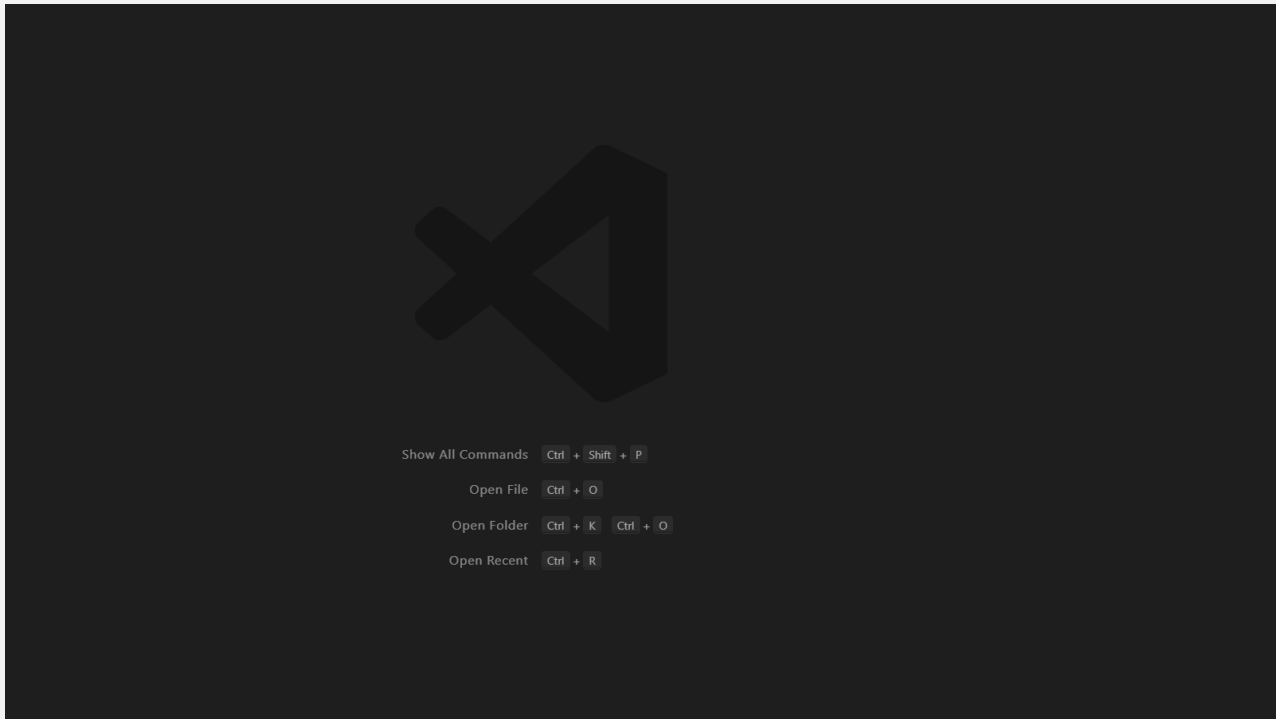 Show All Commands Ctrl + Shift + P
Open File Ctrl + O
Open Folder Ctrl + K Ctrl + O
Open Recent Ctrl + R